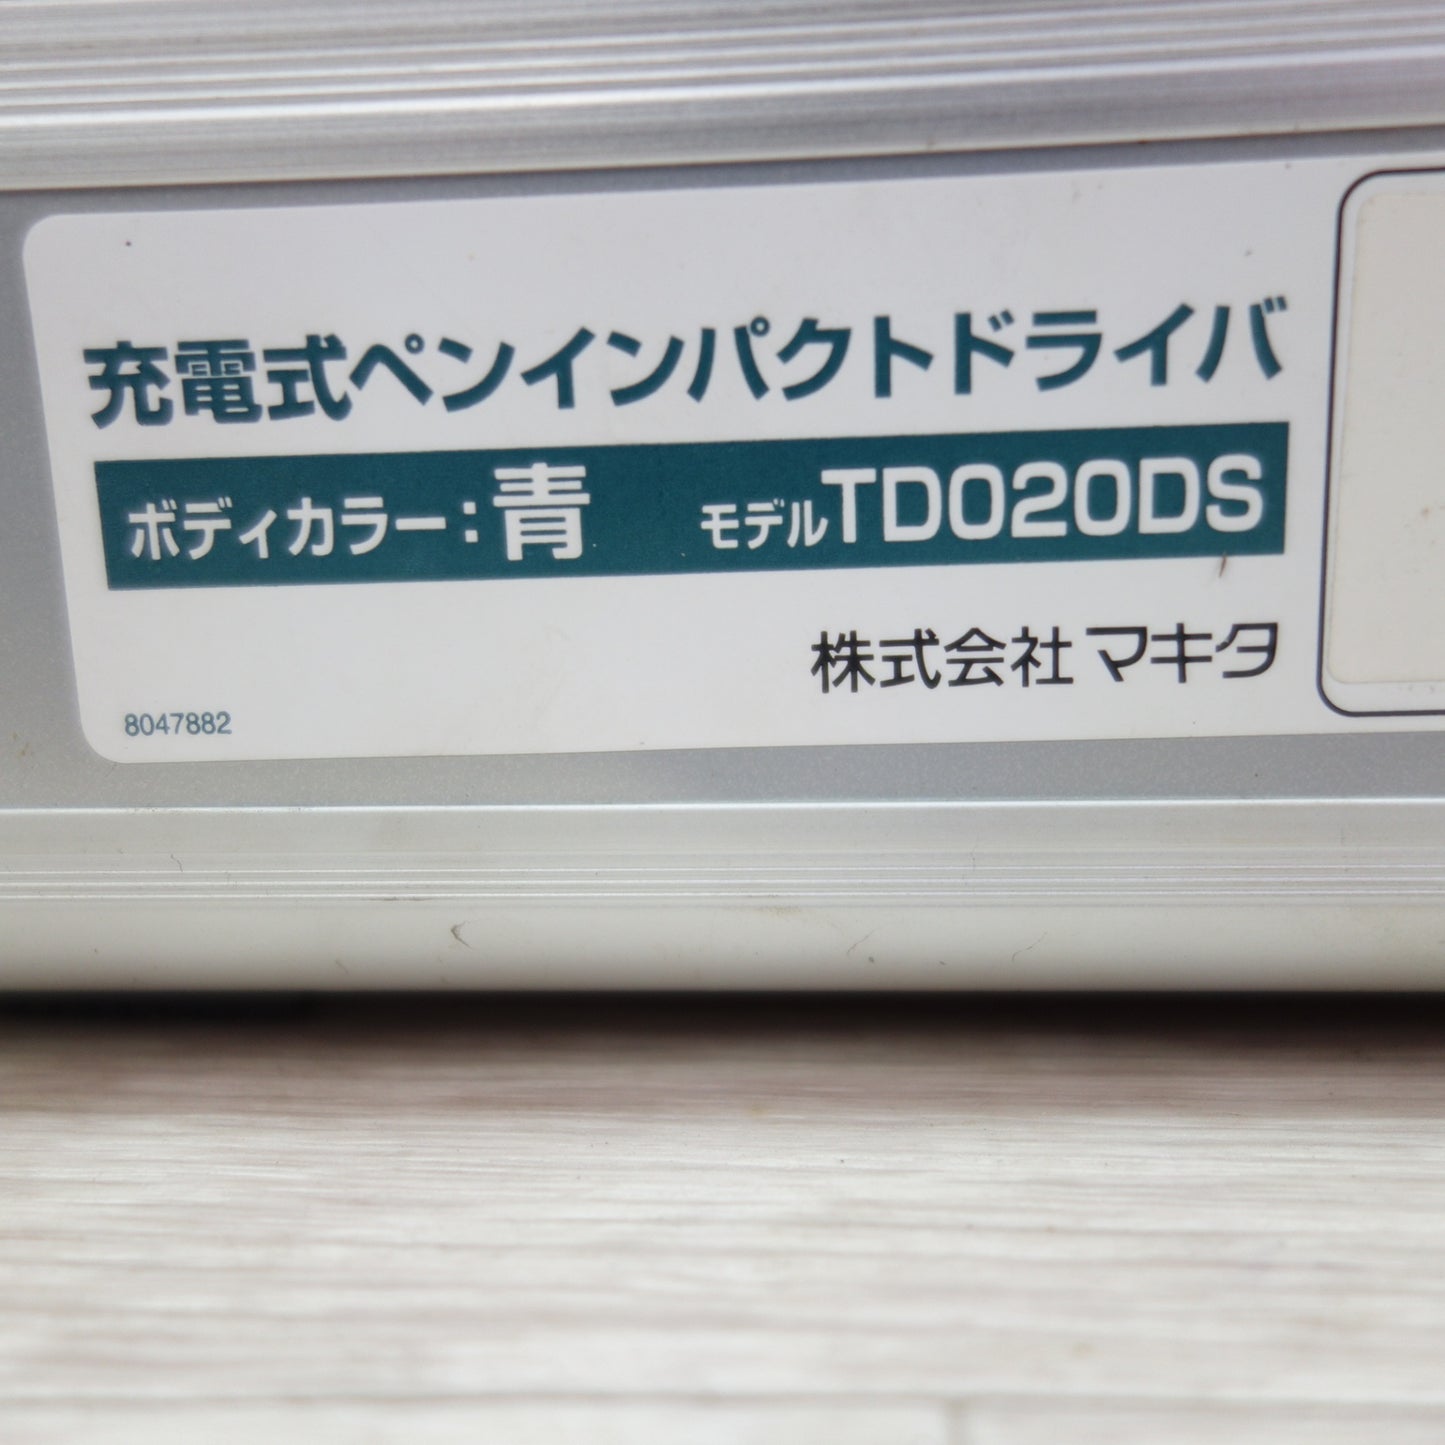 充電式ペンインパクトドライバ
ボディカラー：青 モデルTD020DS
株式会社マキタ
8047882